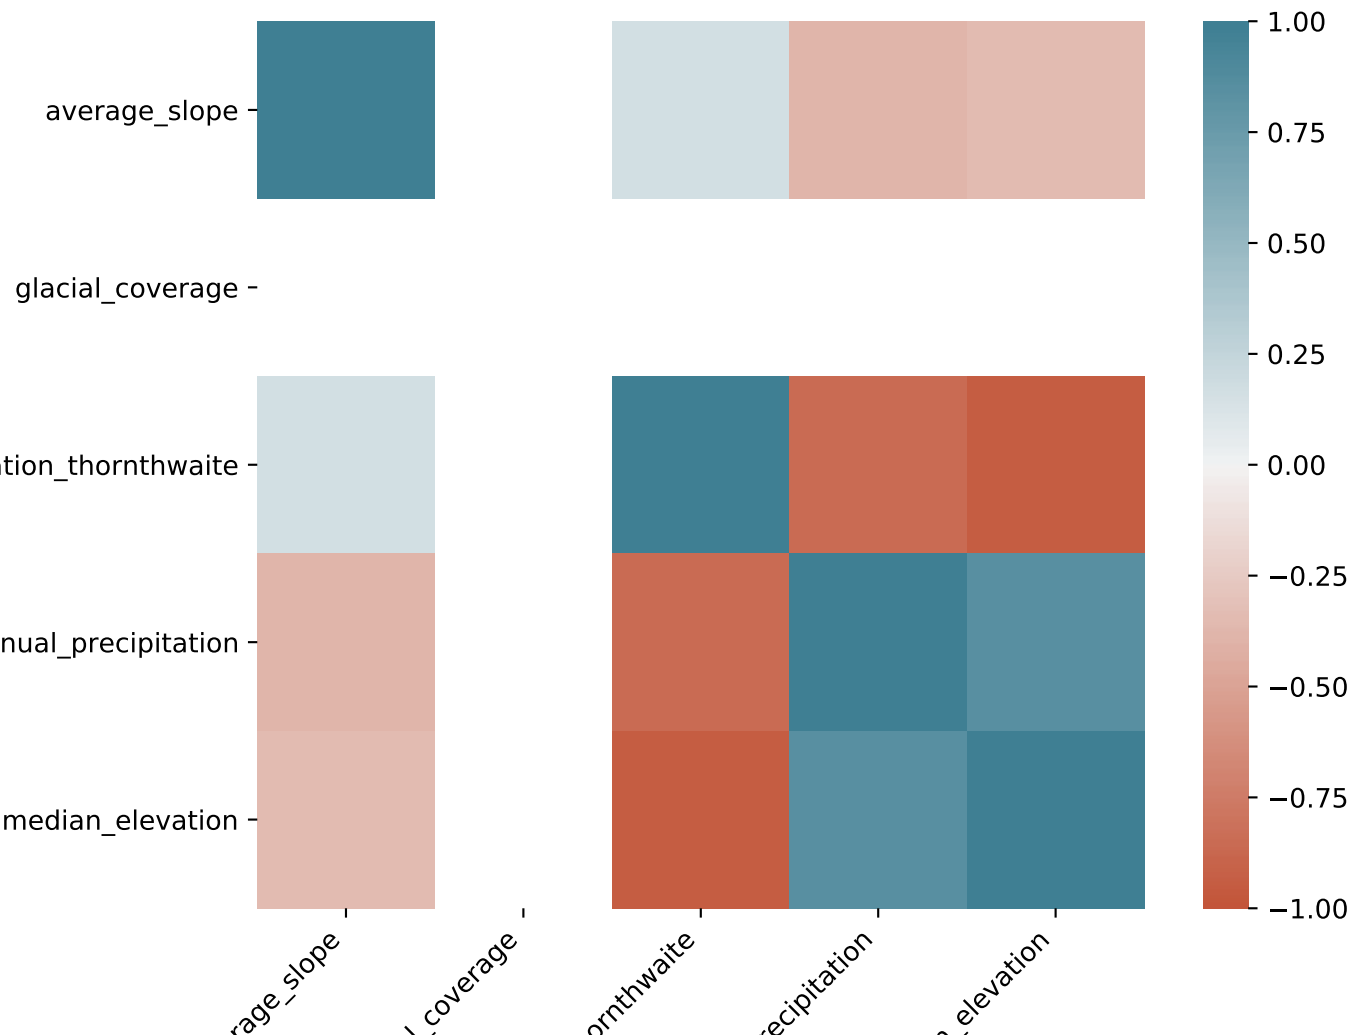 average_slope
glacial_coverage
tion_thornthwaite
nual_precipitation
median_elevation
rage_slope
l_coverage
ornthwaite
recipitation
n_elevation
1.00
0.75
0.50
0.25
0.00
−0.25
−0.50
−0.75
−1.00